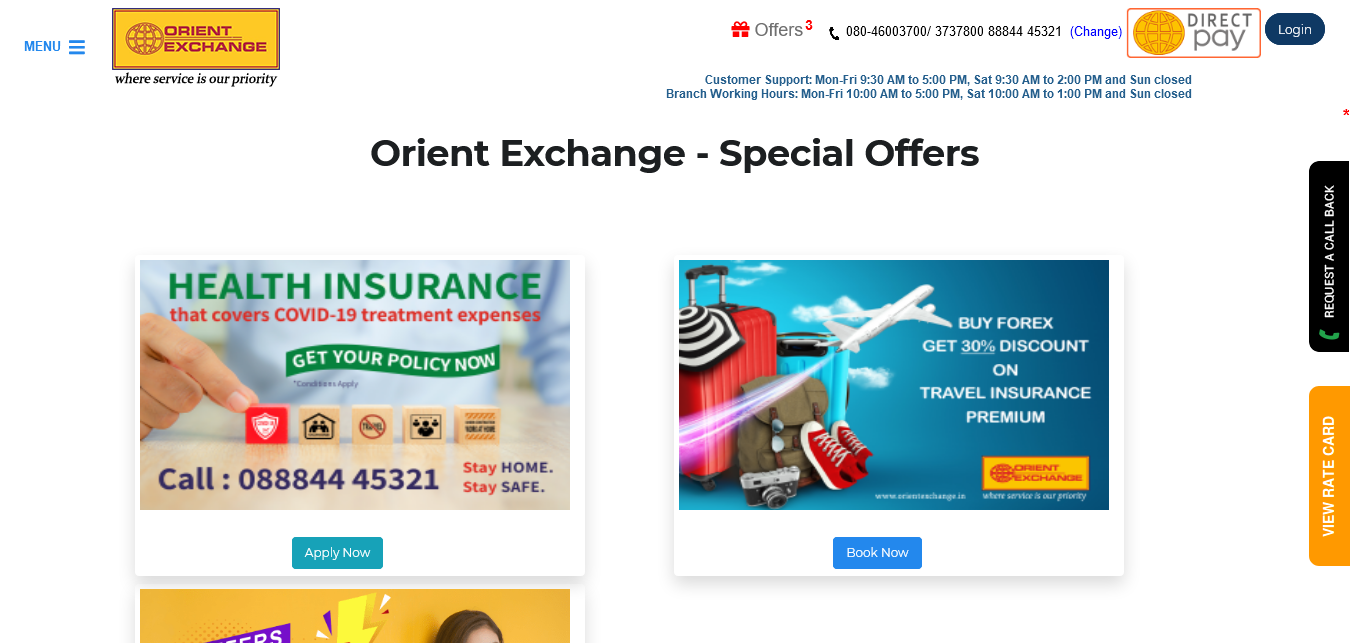 MENU
ORIENT
EXCHANGE
where service is our priority
Offers 3
080-46003700/ 3737800 88844 45321 (Change)
DIRECT
pay
Login
Customer Support: Mon-Fri 9:30 AM to 5:00 PM, Sat 9:30 AM to 2:00 PM and Sun closed
Branch Working Hours: Mon-Fri 10:00 AM to 5:00 PM, Sat 10:00 AM to 1:00 PM and Sun closed
*
Orient Exchange - Special Offers
REQUEST A CALL BACK
VIEW RATE CARD
HEALTH INSURANCE
that covers COVID-19 treatment expenses
GET YOUR POLICY NOW
*Conditions Apply
TRAVEL
WORK AT HOME
Call : 088844 45321
Stay HOME.
Stay SAFE.
Apply Now
BUY FOREX
GET 30% DISCOUNT
ON
TRAVEL INSURANCE
PREMIUM
ORIENT
EXCHANGE
www.orientexchange.in
where service is our priority
Book Now